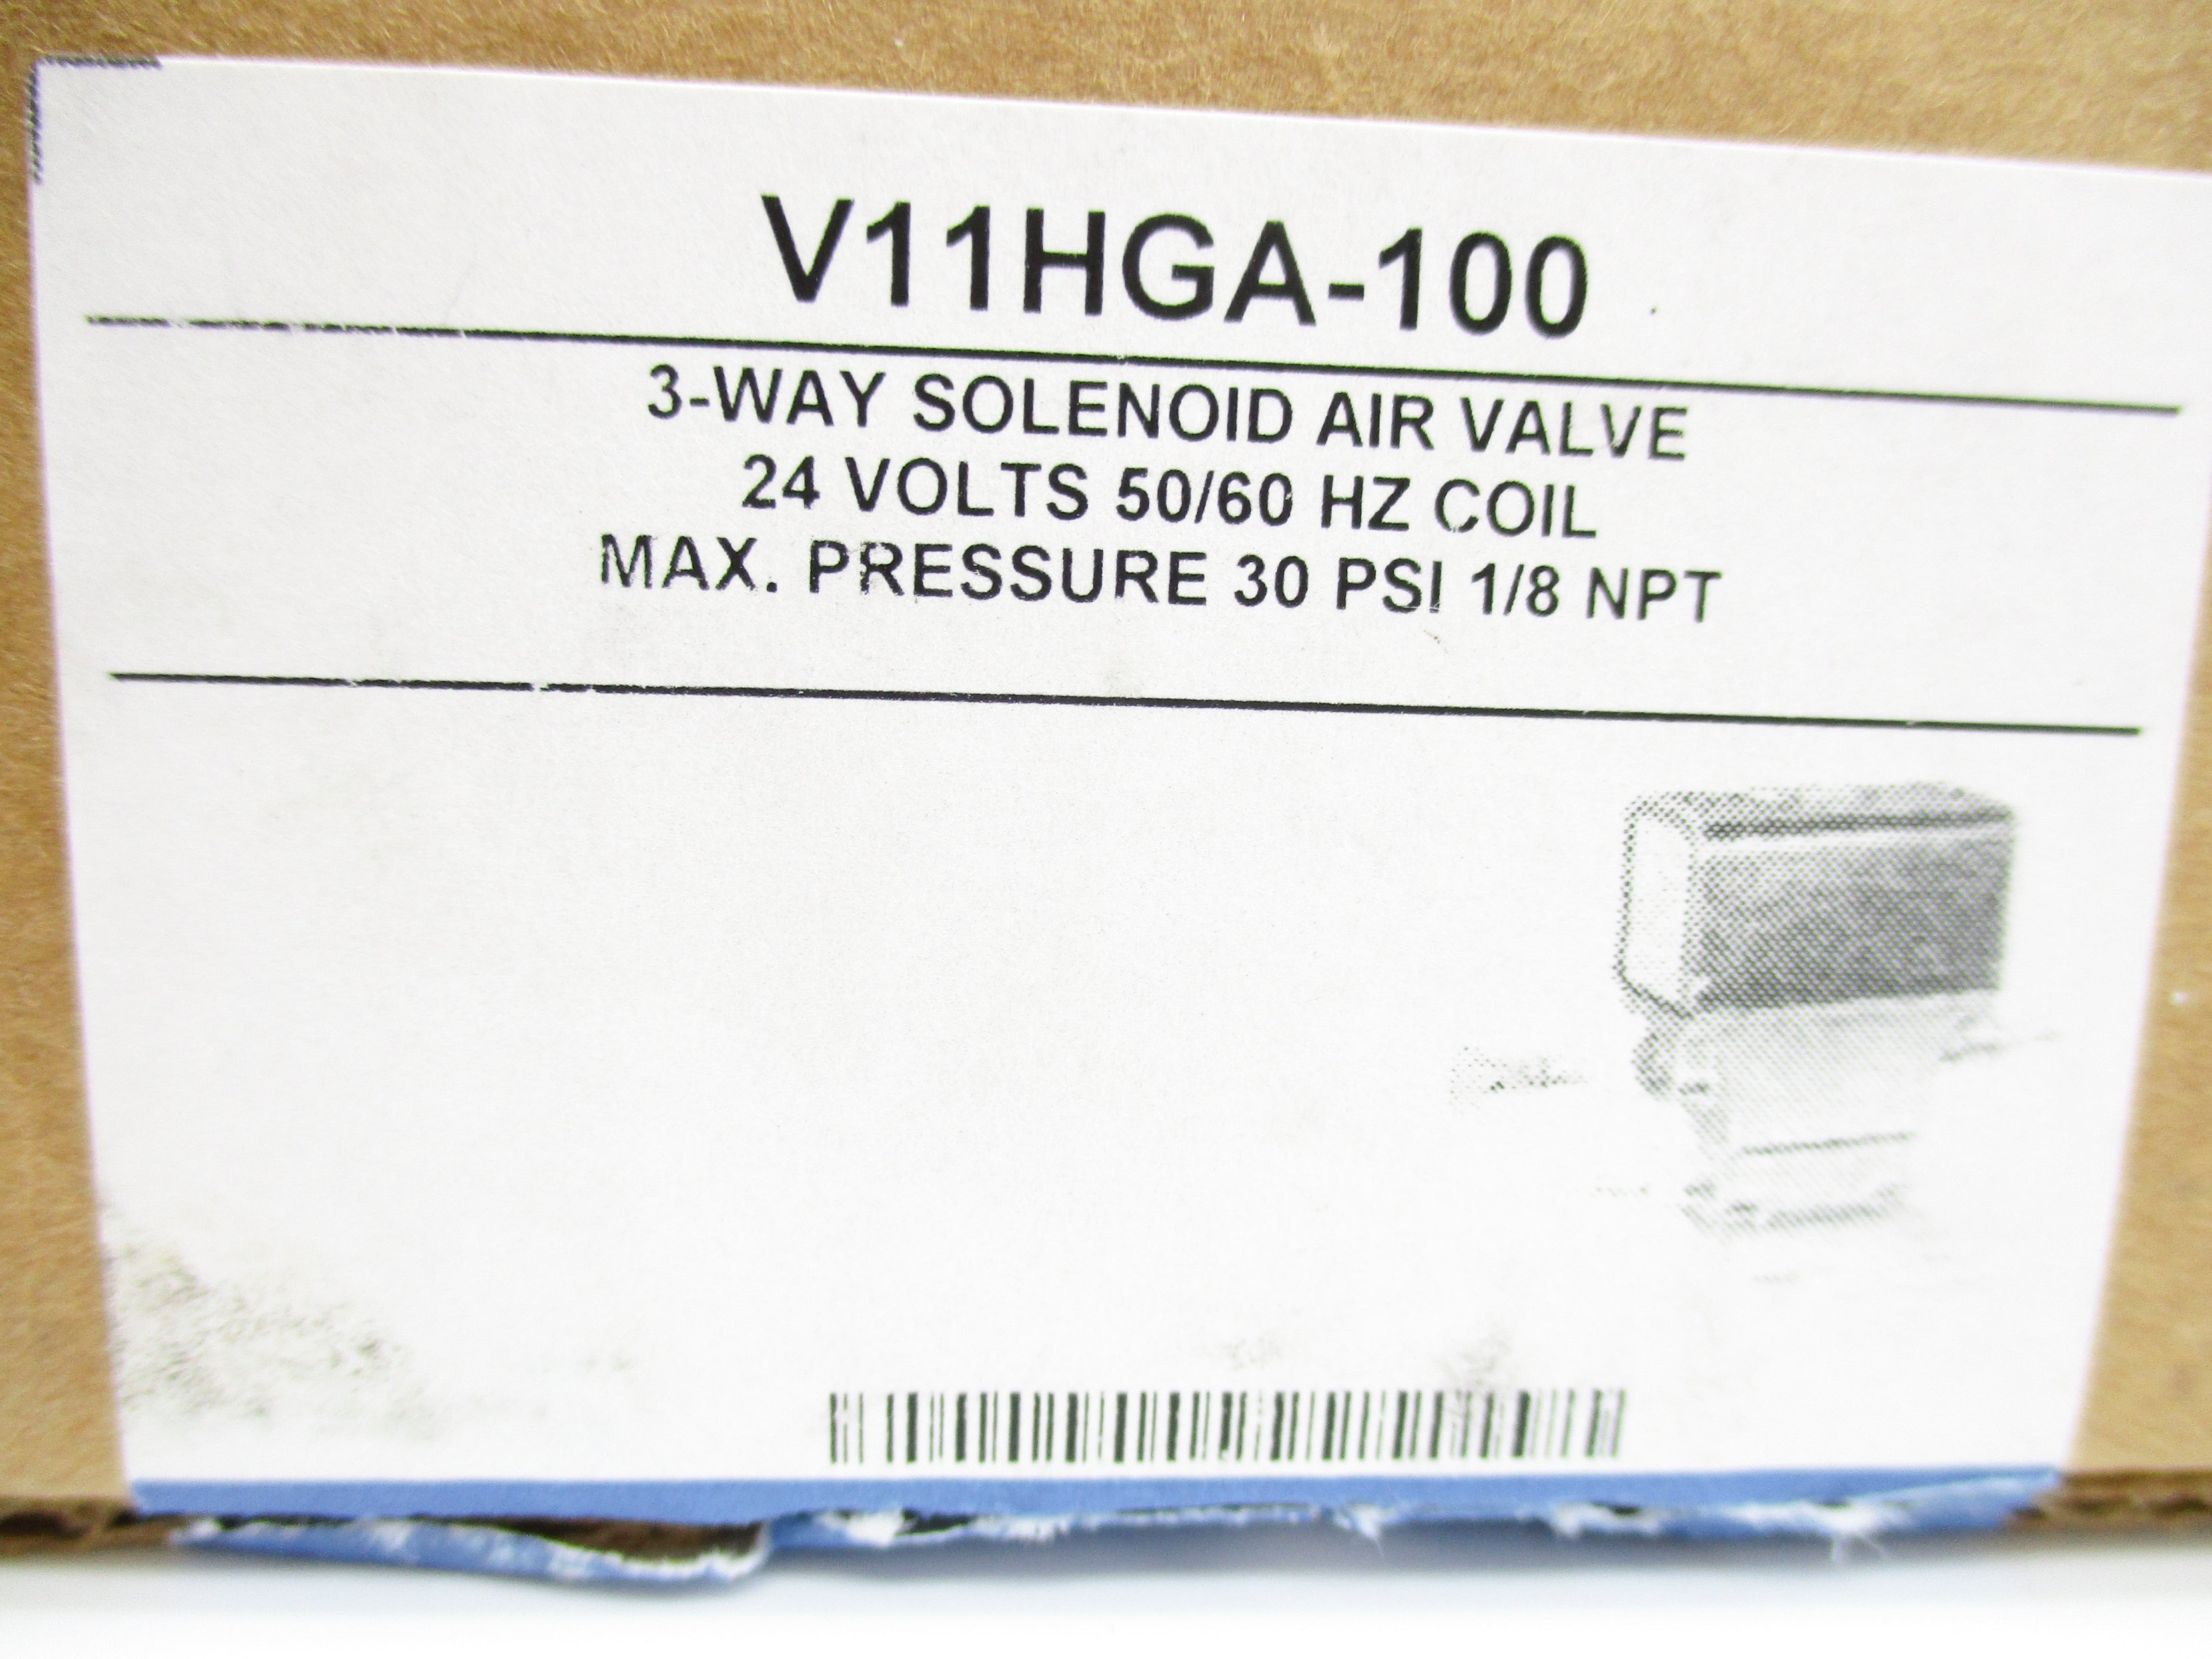 V11HGA-100
3-WAY SOLENOID AIR VALVE
24 VOLTS 50/60 HZ COIL
MAX. PRESSURE 30 PSI 1/8 NPT